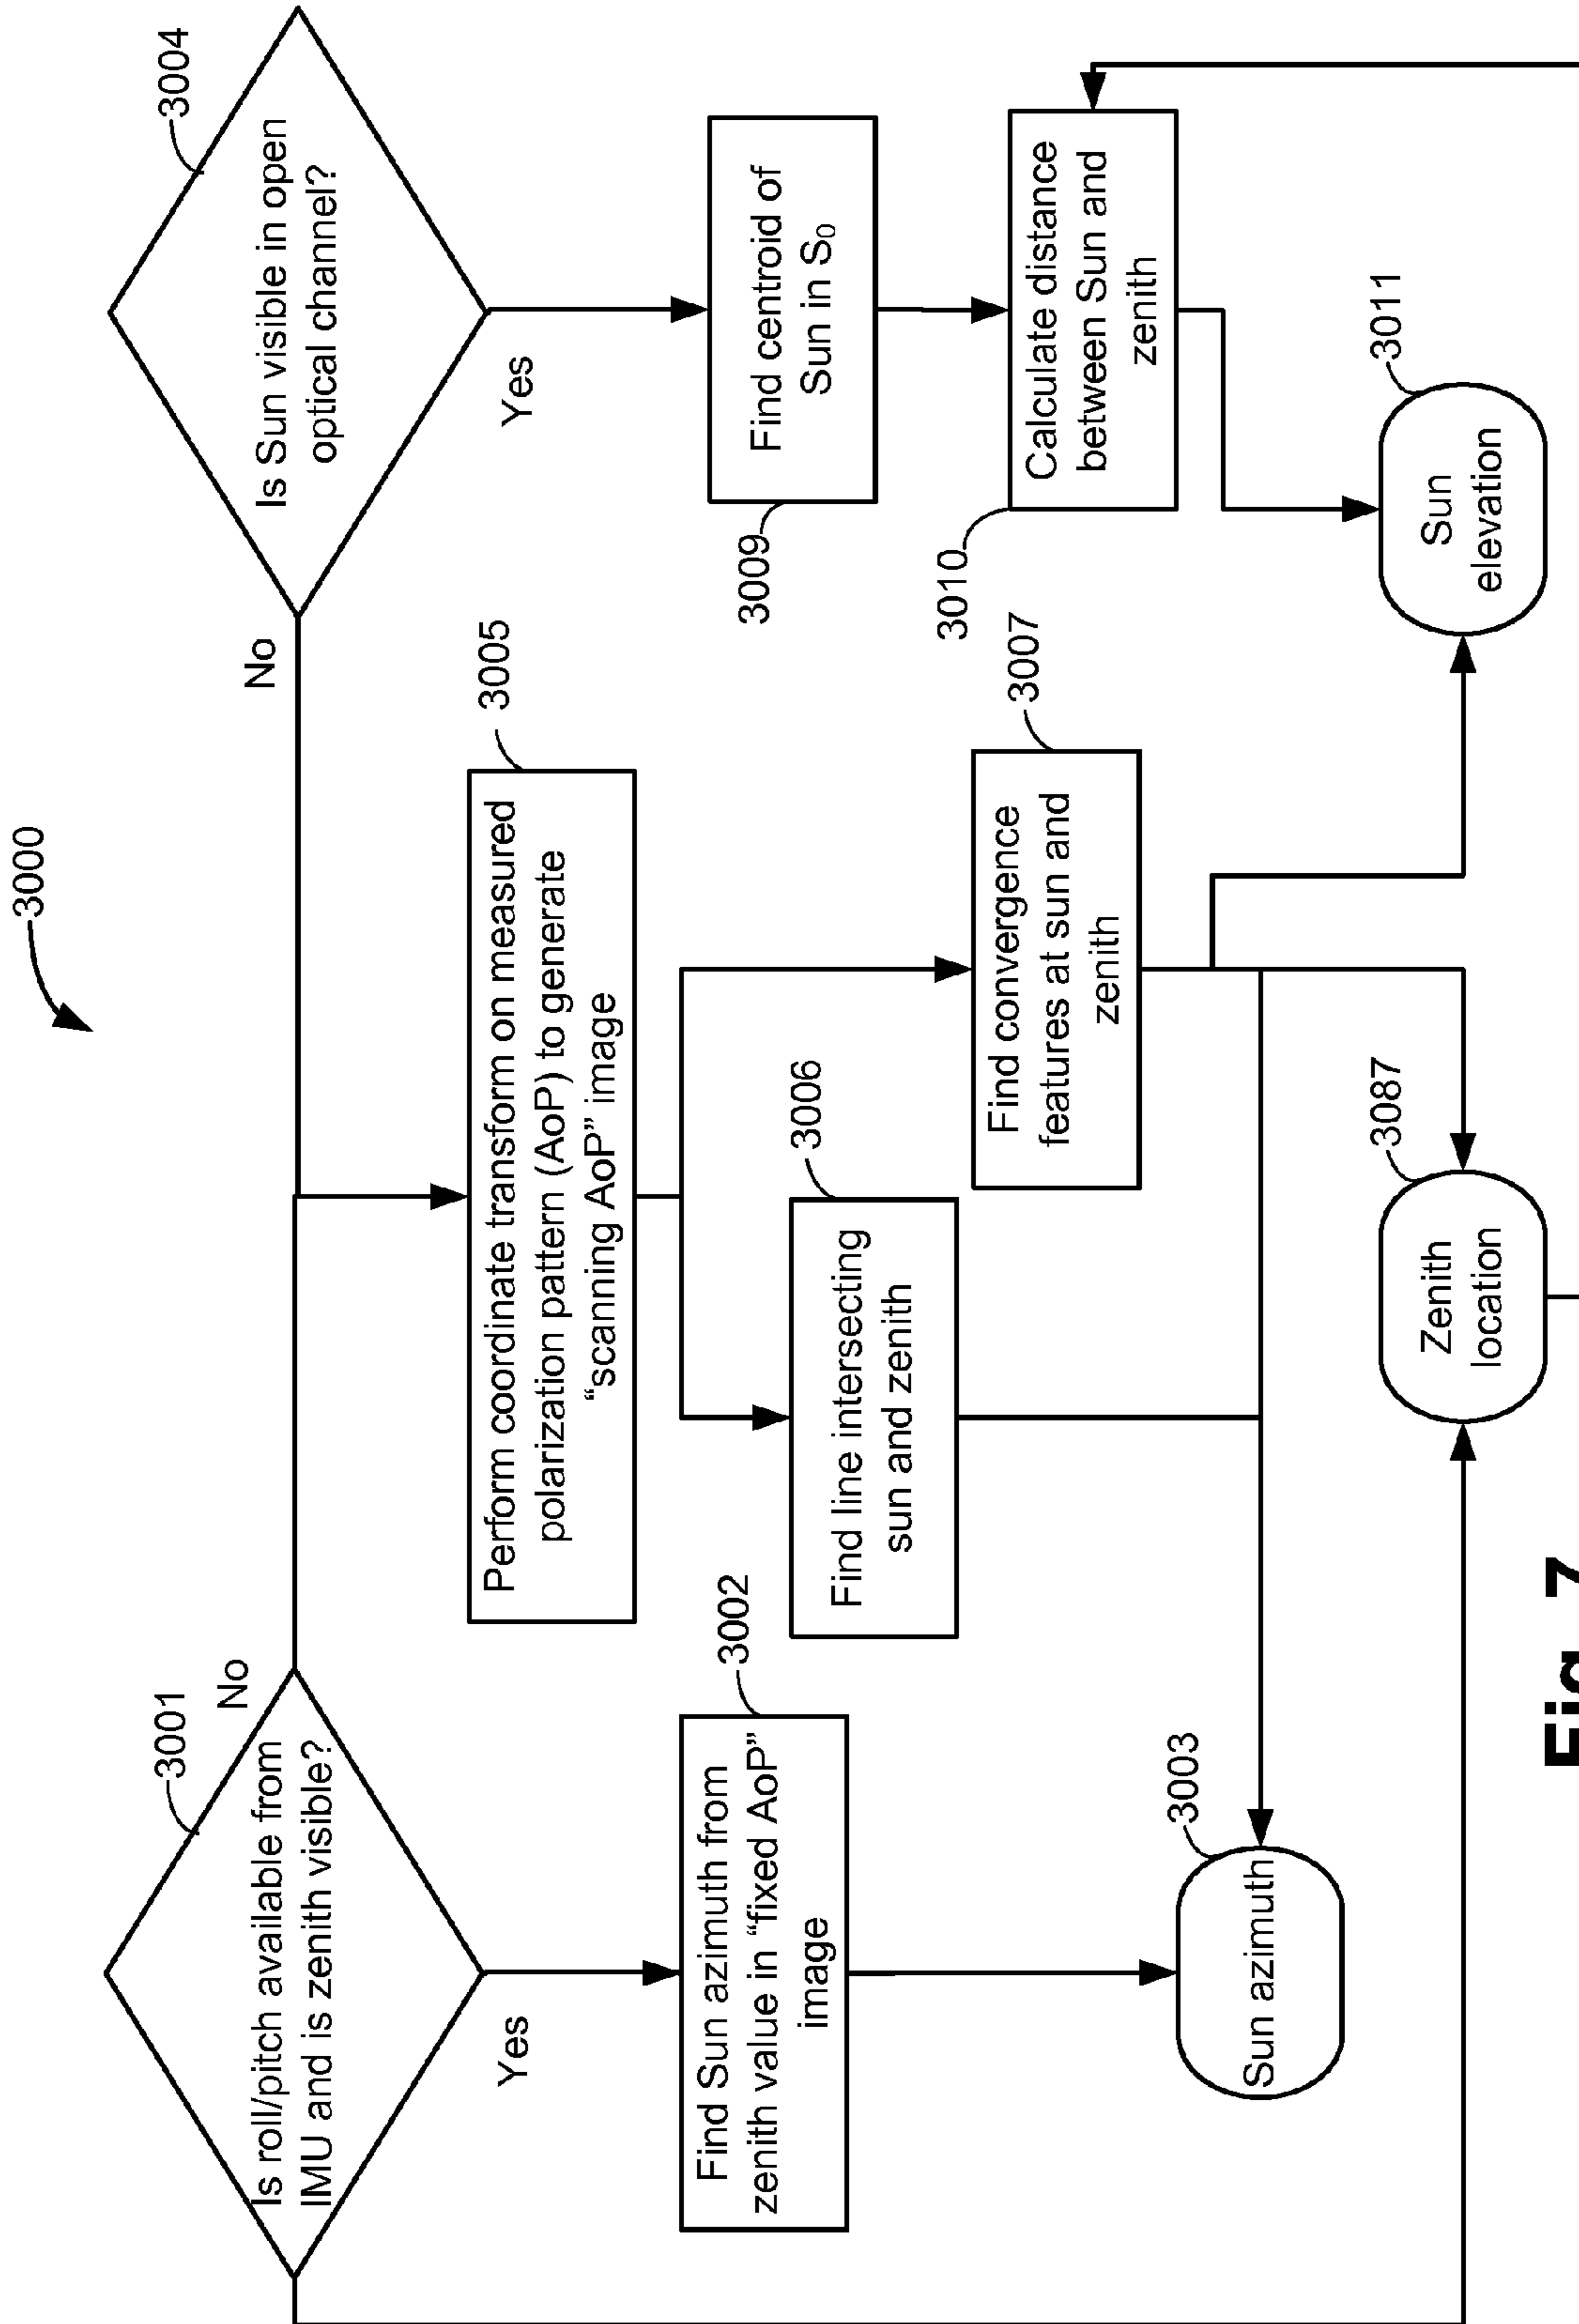 3000
3001
Is roll/pitch available from
IMU and is zenith visible?
No
Yes
3004
Is Sun visible in open
optical channel?
No
Yes
3005
Perform coordinate transform on measured
polarization pattern (AoP) to generate
“scanning AoP” image
3002
Find Sun azimuth from
zenith value in “fixed AoP”
image
3006
Find line intersecting
sun and zenith
3007
Find convergence
features at sun and
zenith
3009
Find centroid of
Sun in S₀
3010
Calculate distance
between Sun and
zenith
3003
Sun azimuth
3087
Zenith
location
3011
Sun
elevation
Fig. 7